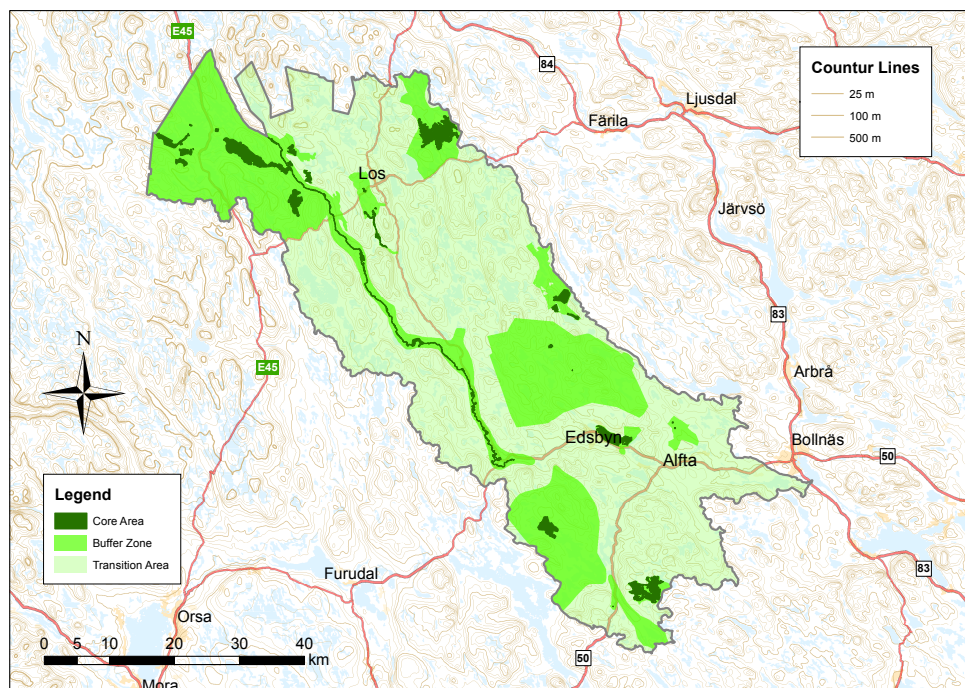 E45
84
Countur Lines
25 m
100 m
500 m
Ljusdal
Färila
Los
Järvsö
83
N
E45
Arbrå
Edsbyn
Bollnäs
Alfta
50
Legend
Core Area
Buffer Zone
Transition Area
Furudal
83
Orsa
0 10 20 30 40
km
50
Mora